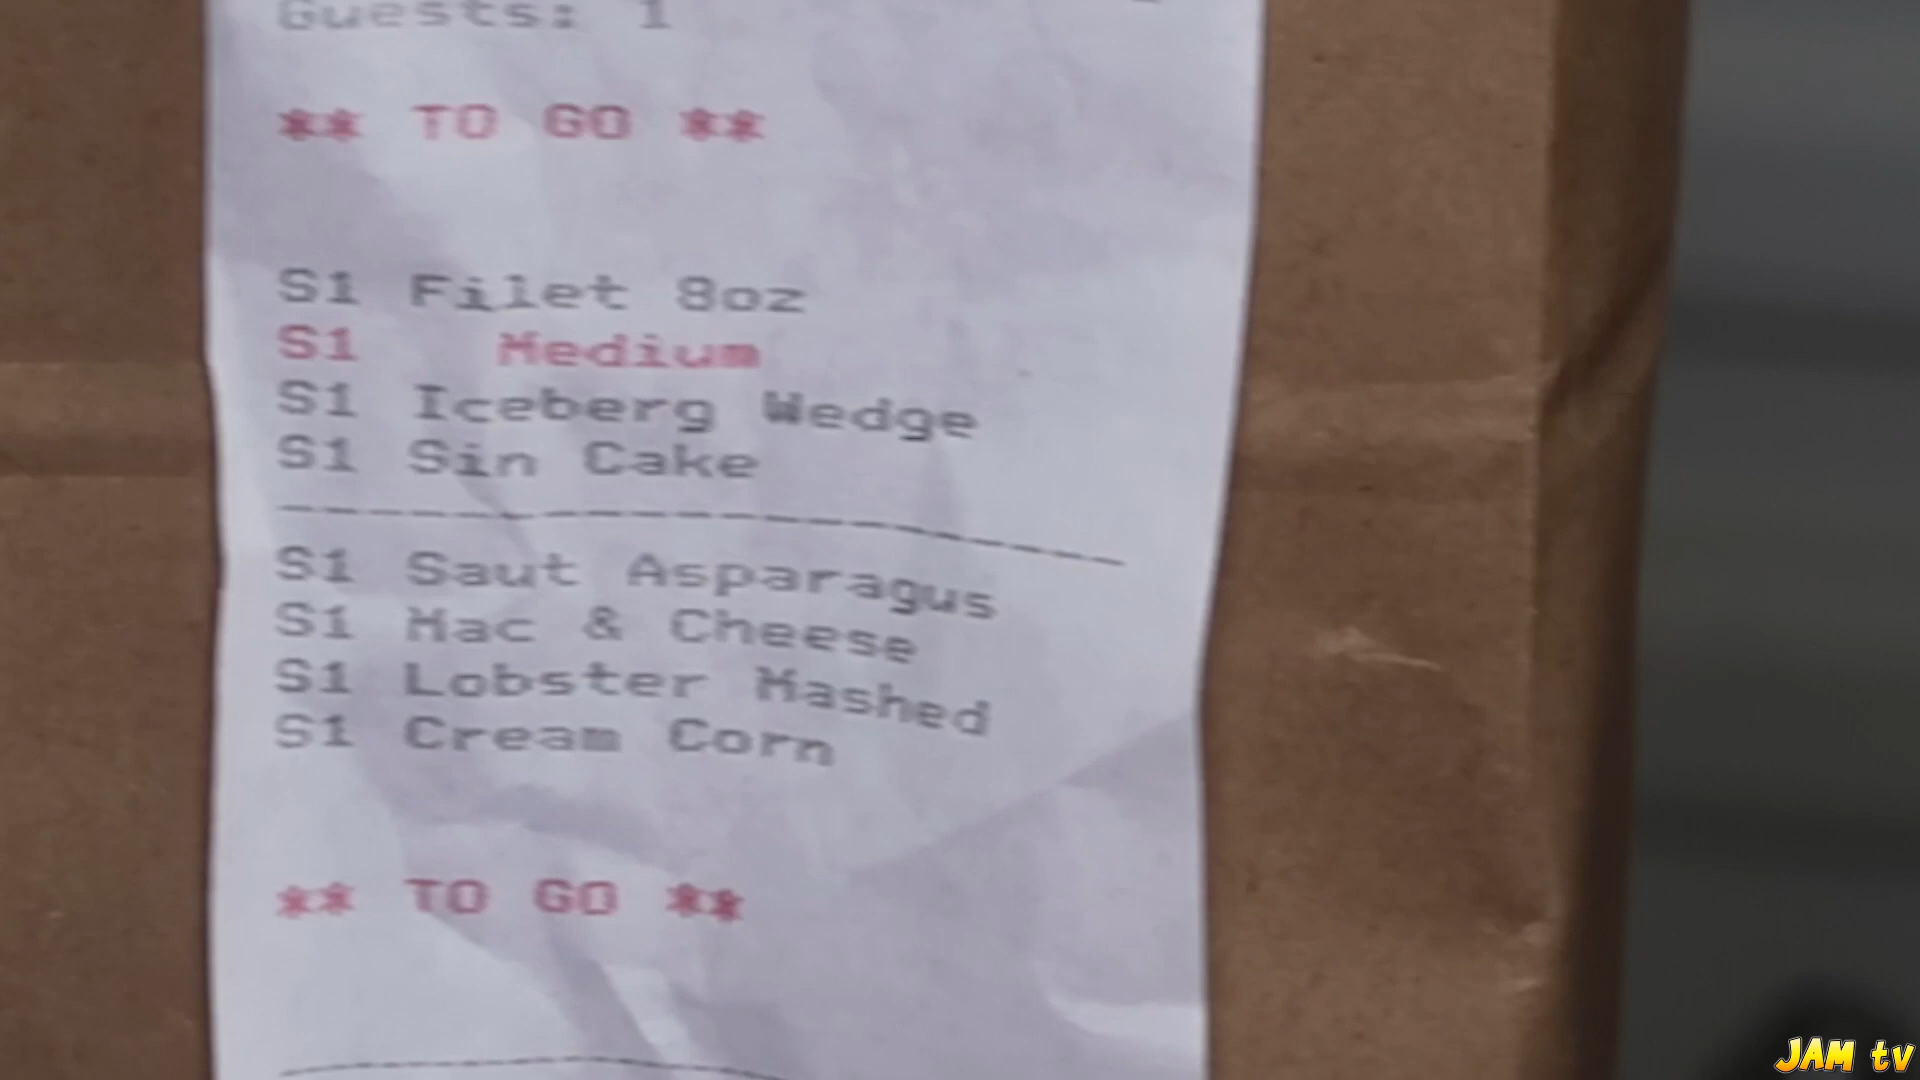 Guests: 1
** TO GO **
S1 Filet 8oz
S1 Medium
S1 Iceberg Wedge
S1 Sin Cake
------------------------
S1 Saut Asparagus
S1 Mac & Cheese
S1 Lobster Mashed
S1 Cream Corn
** TO GO **
JAM tv